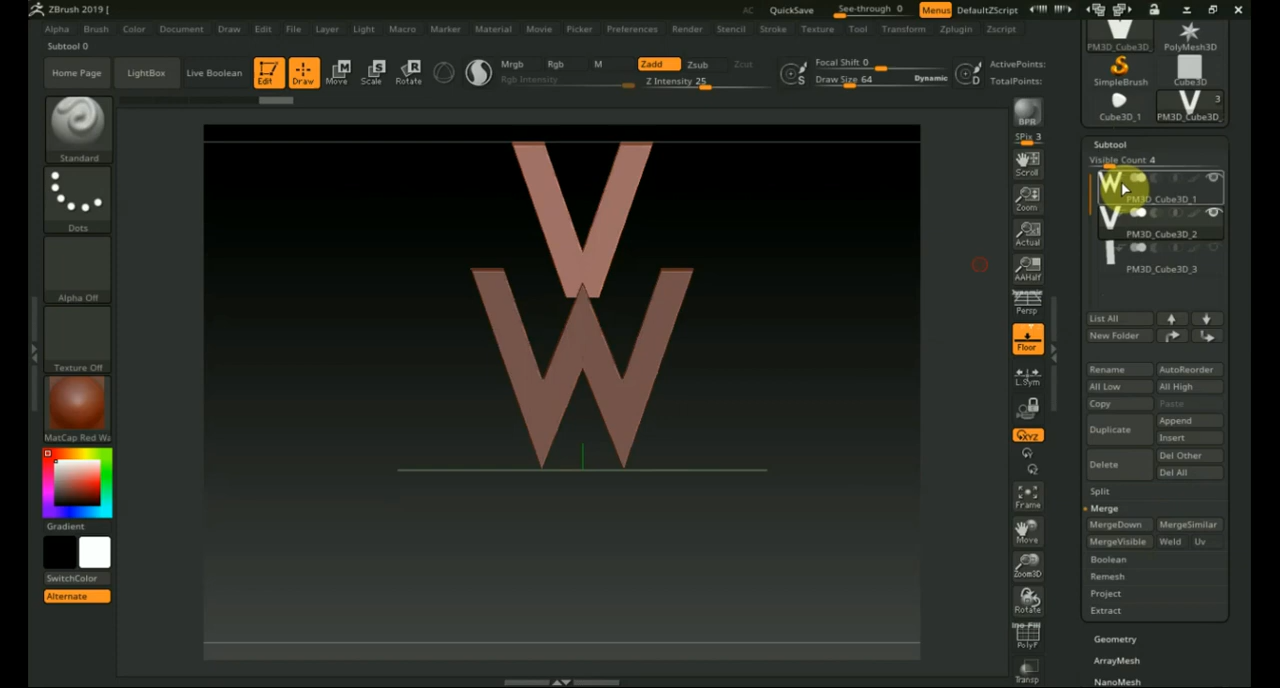 ZBrush 2019 [
AC QuickSave See-through 0 Menus DefaultZScript
Alpha Brush Color Document Draw Edit File Layer Light Macro Marker Material Movie Picker Preferences Render Stencil Stroke Texture Tool Transform Zplugin Zscript
Subtool 0
Home Page LightBox Live Boolean Edit Draw Move Scale Rotate
Mrgb Rgb M Zadd Zsub Zcut
Rgb Intensity Z Intensity 25
S Focal Shift 0
Draw Size 64 Dynamic
D ActivePoints:
TotalPoints:
Standard
Dots
Alpha Off
Texture Off
MatCap Red Wa
Gradient
SwitchColor
Alternate
V
W
BPR
SPix 3
Scroll
Zoom
Actual
AAHalf
Dynamic
Persp
Floor
L.Sym
XYZ
Frame
Move
Zoom3D
Rotate
PolyF
Transp
PM3D_Cube3D_ PolyMesh3D
SimpleBrush Cube3D
3
Cube3D_1 PM3D_Cube3D_
Subtool
Visible Count 4
W PM3D_Cube3D_1
V PM3D_Cube3D_2
I PM3D_Cube3D_3
List All
New Folder
Rename AutoReorder
All Low All High
Copy Paste
Duplicate Append
Insert
Delete Del Other
Del All
Split
Merge
MergeDown MergeSimilar
MergeVisible Weld Uv
Boolean
Remesh
Project
Extract
Geometry
ArrayMesh
NanoMesh